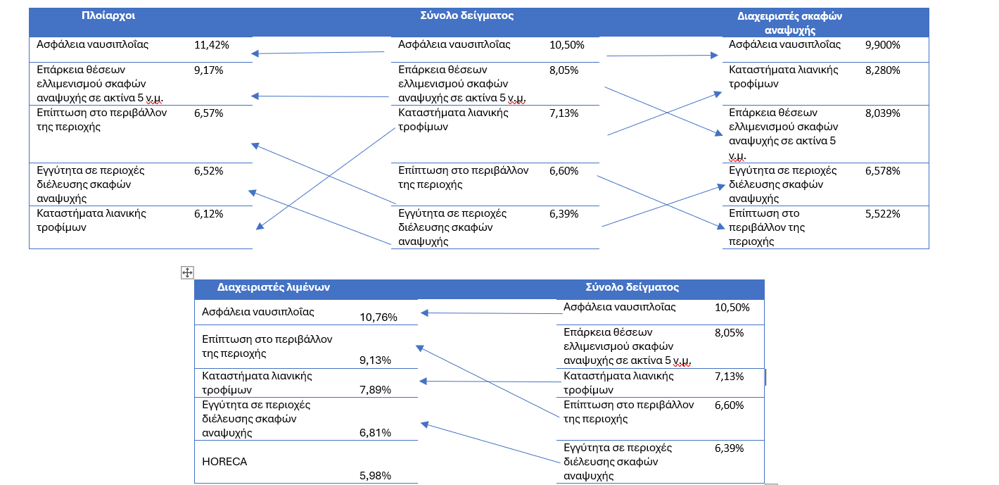 Πλοίαρχοι
Σύνολο δείγματος
Διαχειριστές σκαφών
αναψυχής
Ασφάλεια ναυσιπλοΐας 11,42%
Ασφάλεια ναυσιπλοΐας 10,50%
Ασφάλεια ναυσιπλοΐας 9,900%
Επάρκεια θέσεων 9,17%
ελλιμενισμού σκαφών
αναψυχής σε ακτίνα 5 ν.μ.
Επάρκεια θέσεων 8,05%
ελλιμενισμού σκαφών
αναψυχής σε ακτίνα 5 ν.μ.
Καταστήματα λιανικής 8,280%
τροφίμων
Επίπτωση στο περιβάλλον 6,57%
της περιοχής
Καταστήματα λιανικής 7,13%
τροφίμων
Επάρκεια θέσεων 8,039%
ελλιμενισμού σκαφών
αναψυχής σε ακτίνα 5
ν.μ.
Εγγύτητα σε περιοχές 6,52%
διέλευσης σκαφών
αναψυχής
Επίπτωση στο περιβάλλον 6,60%
της περιοχής
Εγγύτητα σε περιοχές 6,578%
διέλευσης σκαφών
αναψυχής
Καταστήματα λιανικής 6,12%
τροφίμων
Εγγύτητα σε περιοχές 6,39%
διέλευσης σκαφών
αναψυχής
Επίπτωση στο 5,522%
περιβάλλον της
περιοχής
Διαχειριστές λιμένων
Σύνολο δείγματος
Ασφάλεια ναυσιπλοΐας 10,76%
Ασφάλεια ναυσιπλοΐας 10,50%
Επίπτωση στο περιβάλλον
της περιοχής 9,13%
Επάρκεια θέσεων 8,05%
ελλιμενισμού σκαφών
αναψυχής σε ακτίνα 5 ν.μ.
Καταστήματα λιανικής
τροφίμων 7,89%
Καταστήματα λιανικής 7,13%
τροφίμων
Εγγύτητα σε περιοχές
διέλευσης σκαφών
αναψυχής 6,81%
Επίπτωση στο περιβάλλον 6,60%
της περιοχής
HORECA 5,98%
Εγγύτητα σε περιοχές 6,39%
διέλευσης σκαφών
αναψυχής